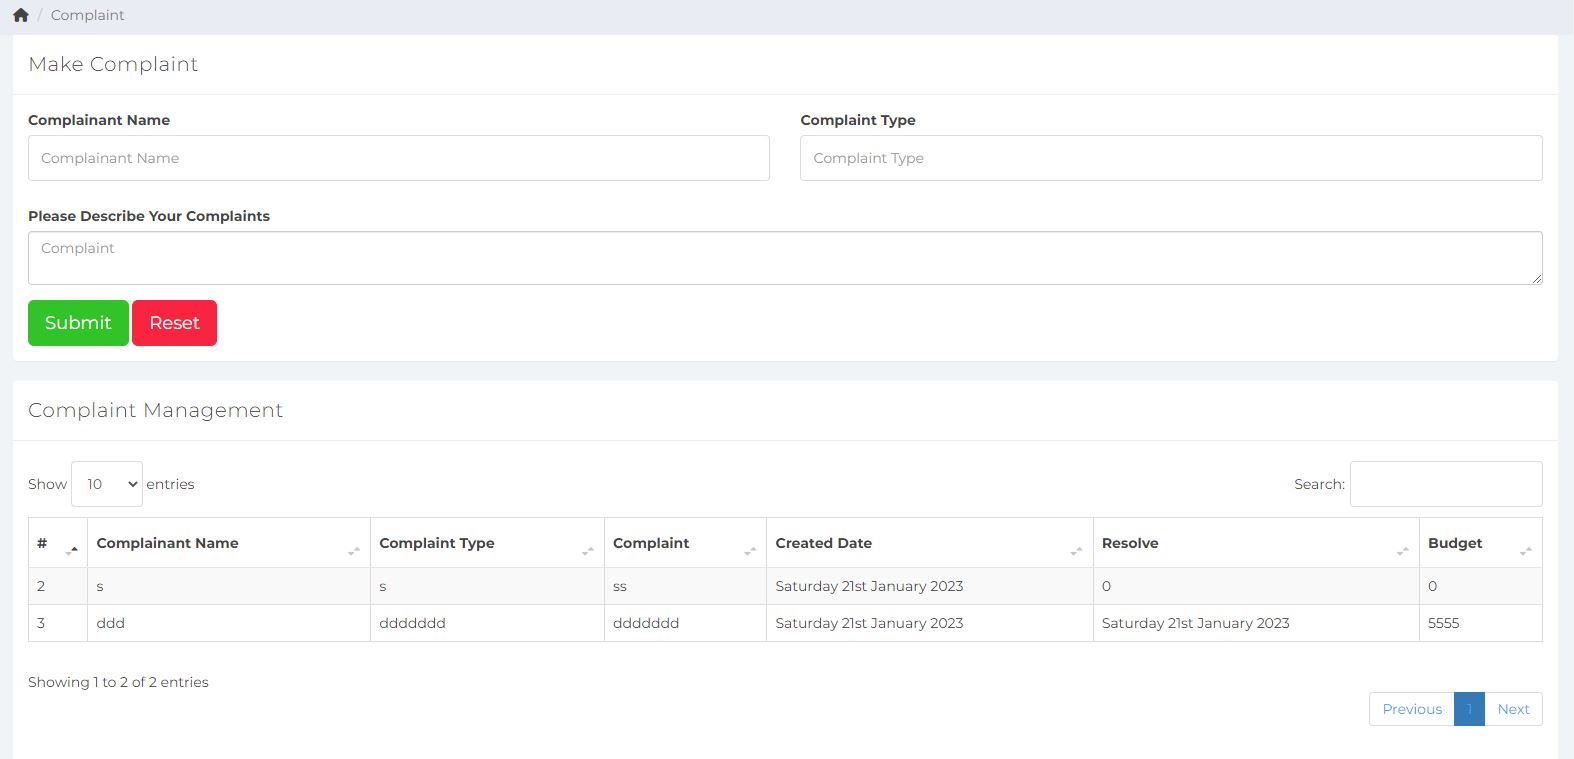 / Complaint
Make Complaint
Complainant Name Complaint Type
Complainant Name Complaint Type
Please Describe Your Complaints
Complaint
Submit Reset
Complaint Management
Show 10 entries Search:
# Complainant Name Complaint Type Complaint Created Date Resolve Budget
2 s s ss Saturday 21st January 2023 0 0
3 ddd ddddddd ddddddd Saturday 21st January 2023 Saturday 21st January 2023 5555
Showing 1 to 2 of 2 entries
Previous 1 Next